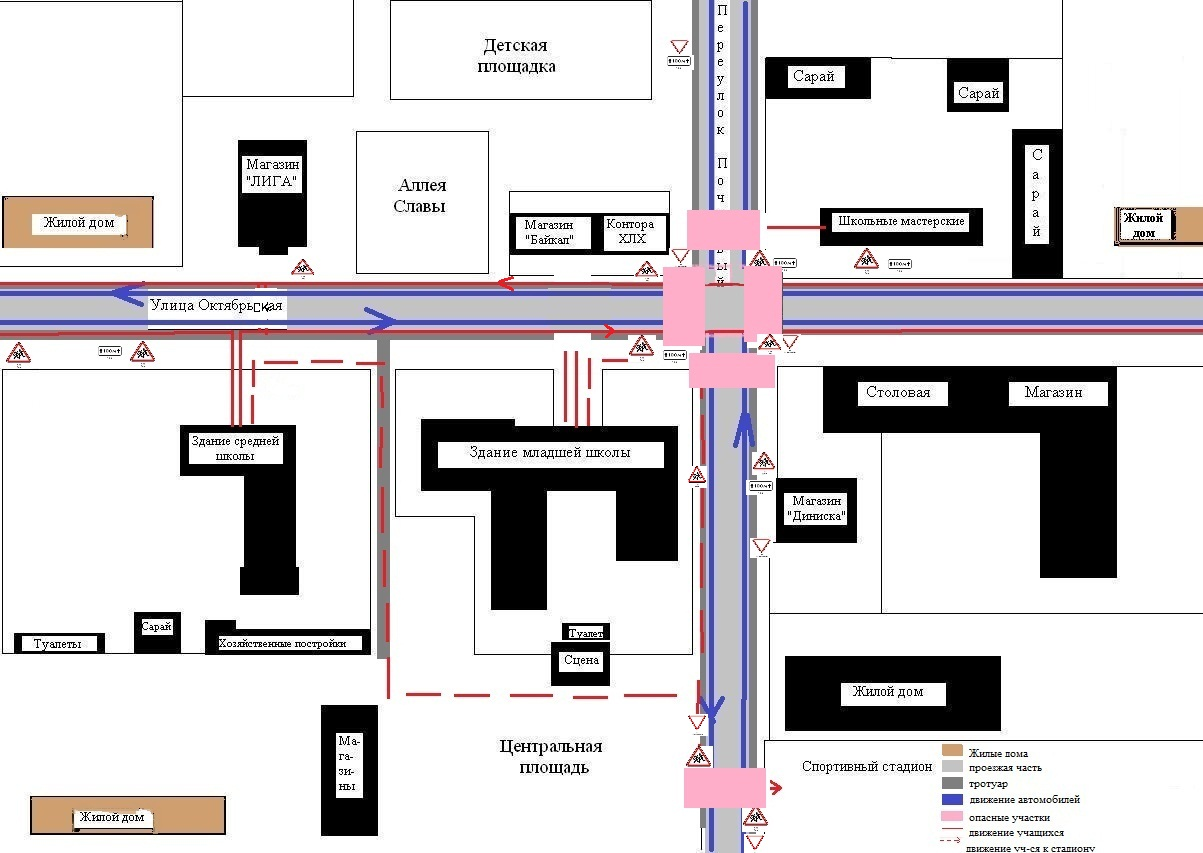 Детская
площадка
Переулок Поч
вый
Сарай
Сарай
Сарай
Магазин
"ЛИГА"
Аллея
Славы
Жилой дом
Магазин
"Байкал"
Контора
ХЛХ
Школьные мастерские
Жилой
дом
Улица Октябрьская
Столовая
Магазин
Здание средней
школы
Здание младшей школы
Магазин
"Диниска"
Сарай
Туалеты
Хозяйственные постройки
Туалет
Сцена
Жилой дом
Ма-
га-
зи-
ны
Центральная
площадь
Спортивный стадион
Жилой дом
Жилые дома
проезжая часть
тротуар
движение автомобилей
опасные участки
движение учащихся
движение уч-ся к стадиону